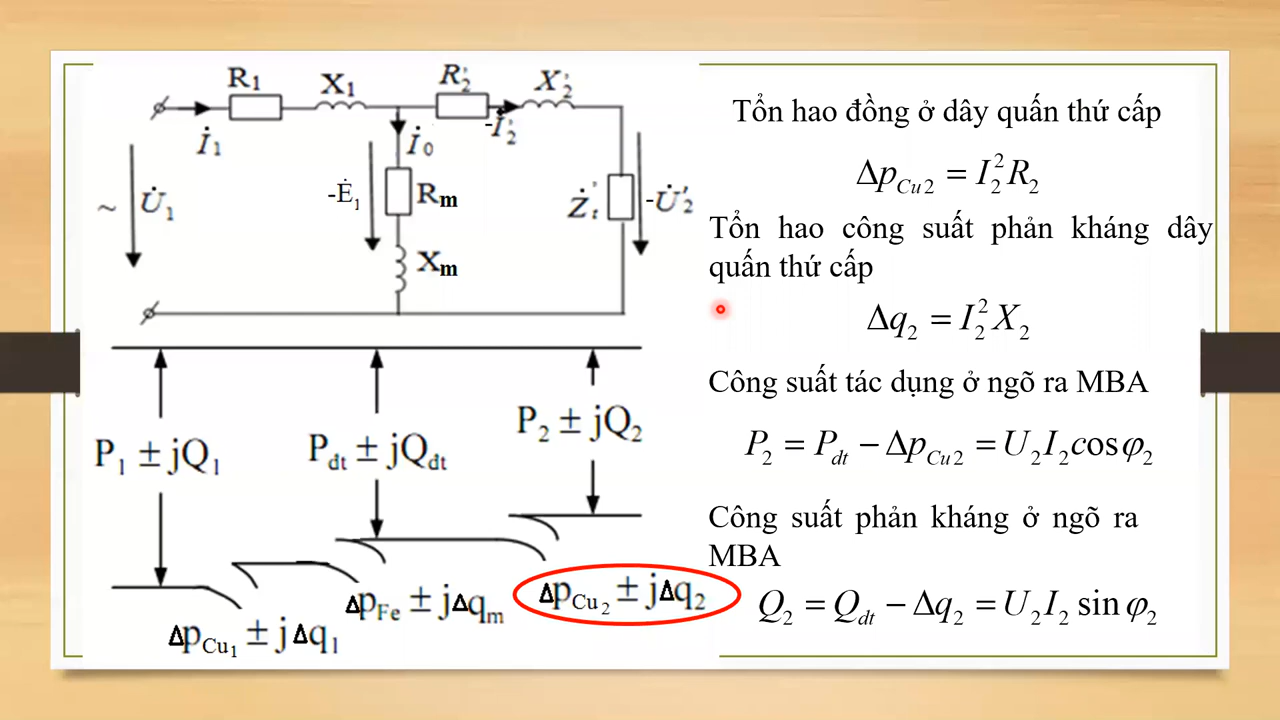 R1
X1
R'2
X'2
İ1
İ0
-İ'2
~ U̇1
-Ė1
Rm
Ż't
-U̇'2
Xm
P1 ± jQ1
Pdt ± jQdt
P2 ± jQ2
ΔpCu1 ± jΔq1
ΔpFe ± jΔqm
ΔpCu2 ± jΔq2
Tổn hao đồng ở dây quấn thứ cấp
ΔpCu2 = I2²R2
Tổn hao công suất phản kháng dây
quấn thứ cấp
Δq2 = I2²X2
Công suất tác dụng ở ngõ ra MBA
P2 = Pdt − ΔpCu2 = U2I2cosφ2
Công suất phản kháng ở ngõ ra
MBA
Q2 = Qdt − Δq2 = U2I2 sin φ2